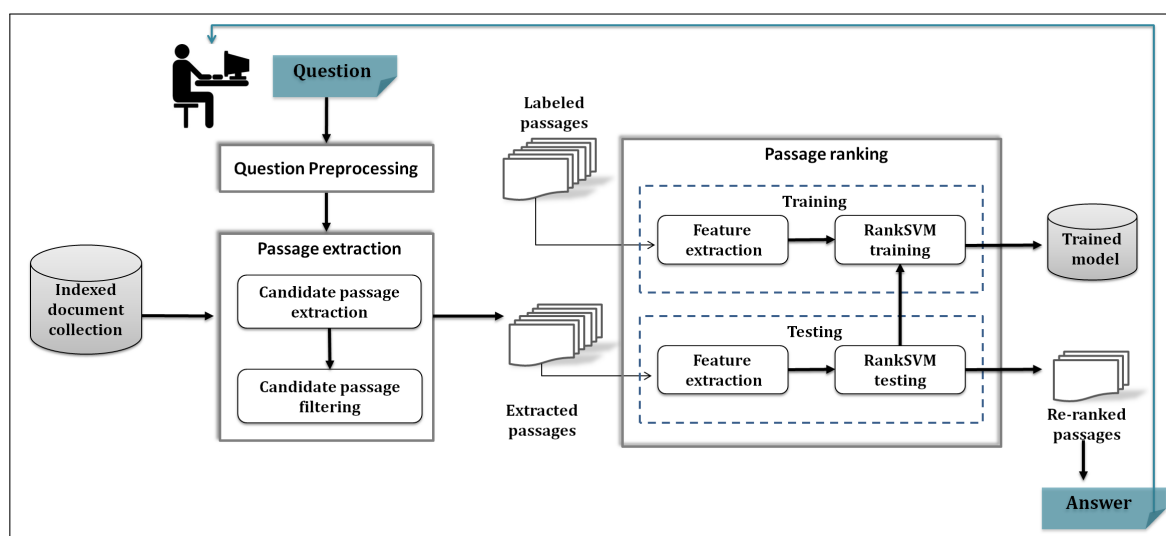 Question
Question Preprocessing
Passage extraction
Candidate passage
extraction
Candidate passage
filtering
Indexed
document
collection
Labeled
passages
Extracted
passages
Passage ranking
Training
Feature
extraction
RankSVM
training
Testing
Feature
extraction
RankSVM
testing
Trained
model
Re-ranked
passages
Answer